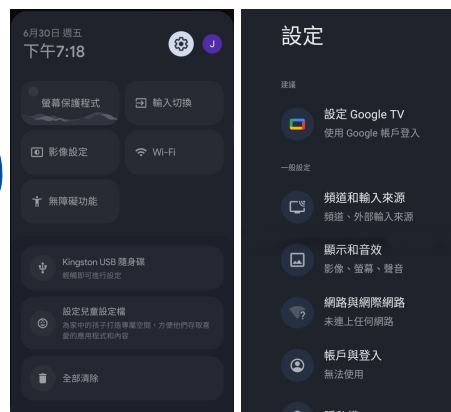 6月30日 週五
下午7:18
J
螢幕保護程式
輸入切換
影像設定
Wi-Fi
無障礙功能
Kingston USB 隨身碟
輕觸即可進行設定
設定兒童設定檔
為家中的孩子打造專屬空間，方便他們存取喜
愛的應用程式和內容
全部清除
設定
建議
設定 Google TV
使用 Google 帳戶登入
一般設定
頻道和輸入來源
頻道、外部輸入來源
顯示和音效
影像、螢幕、聲音
網路與網際網路
未連上任何網路
帳戶與登入
無法使用